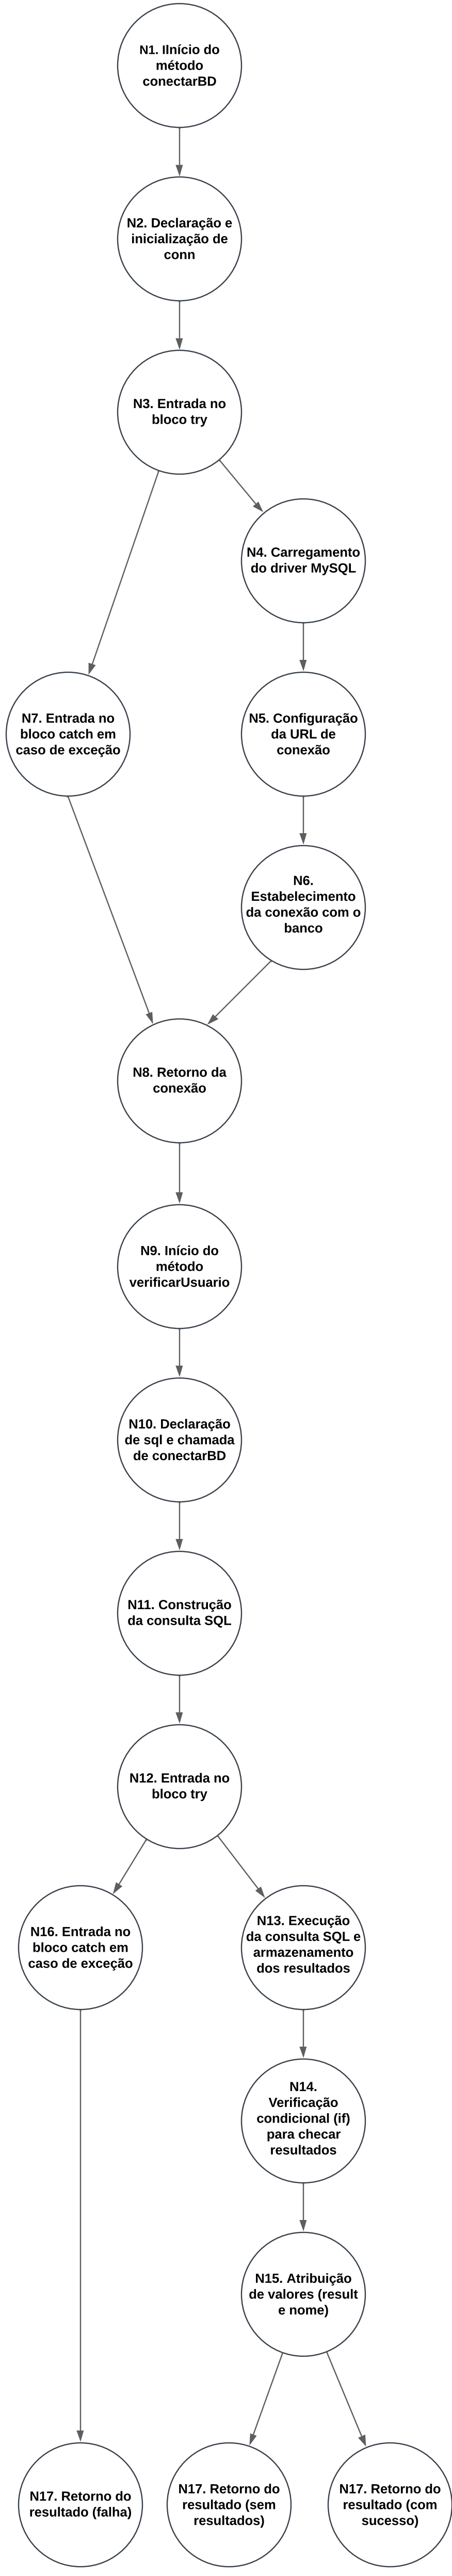 N1. IInício do
método
conectarBD
N2. Declaração e
inicialização de
conn
N3. Entrada no
bloco try
N4. Carregamento
do driver MySQL
N7. Entrada no
bloco catch em
caso de exceção
N5. Configuração
da URL de
conexão
N6.
Estabelecimento
da conexão com o
banco
N8. Retorno da
conexão
N9. Início do
método
verificarUsuario
N10. Declaração
de sql e chamada
de conectarBD
N11. Construção
da consulta SQL
N12. Entrada no
bloco try
N16. Entrada no
bloco catch em
caso de exceção
N13. Execução
da consulta SQL e
armazenamento
dos resultados
N14.
Verificação
condicional (if)
para checar
resultados
N15. Atribuição
de valores (result
e nome)
N17. Retorno do
resultado (falha)
N17. Retorno do
resultado (sem
resultados)
N17. Retorno do
resultado (com
sucesso)